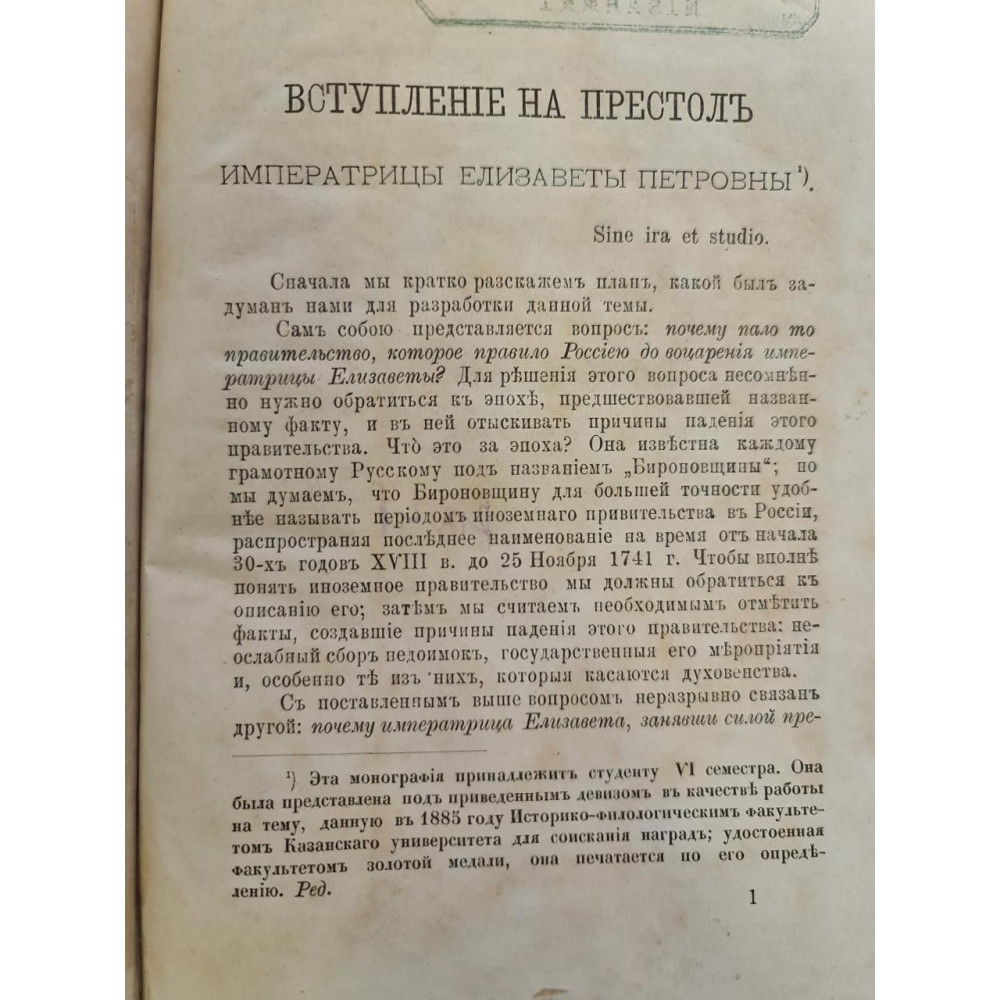 ВСТУПЛЕНІЕ НА ПРЕСТОЛЪ
ИМПЕРАТРИЦЫ ЕЛИЗАВЕТЫ ПЕТРОВНЫ ¹).
Sine ira et studio.
Сначала мы кратко разскажемъ планъ, какой былъ за-
думанъ нами для разработки данной темы.
Самъ собою представляется вопросъ: почему пало то
правительство, которое правило Россіею до воцаренія импе-
ратрицы Елизаветы? Для рѣшенія этого вопроса несомнѣн-
но нужно обратиться къ эпохѣ, предшествовавшей назван-
ному факту, и въ ней отыскивать причины паденія этого
правительства. Что̀ это за эпоха? Она извѣстна каждому
грамотному Русскому подъ названіемъ „Бироновщины“; но
мы думаемъ, что Бироновщину для большей точности удоб-
нѣе называть періодомъ иноземнаго привительства въ Россіи,
распространяя послѣднее наименованіе на время отъ начала
30-хъ годовъ XVIII в. до 25 Ноября 1741 г. Чтобы вполнѣ
понять иноземное правительство мы должны обратиться къ
описанію его; затѣмъ мы считаемъ необходимымъ отмѣтить
факты, создавшіе причины паденія этого правительства: не-
ослабный сборъ недоимок, государственныя его мѣропріятія
и, особенно тѣ изъ нихъ, которыя касаются духовенства.
Съ поставленнымъ выше вопросомъ неразрывно связанъ
другой: почему императрица Елизавета, занявши силой пре-
¹) Эта монографія принадлежитъ студенту VI семестра. Она
была представлена подъ приведеннымъ девизомъ въ качествѣ работы
на тему, данную въ 1885 году Историко-филологическимъ факульте-
томъ Казанскаго университета для соисканія наградъ; удостоенная
факультетомъ золотой медали, она печатается по его опредѣ-
ленію. Ред.
1